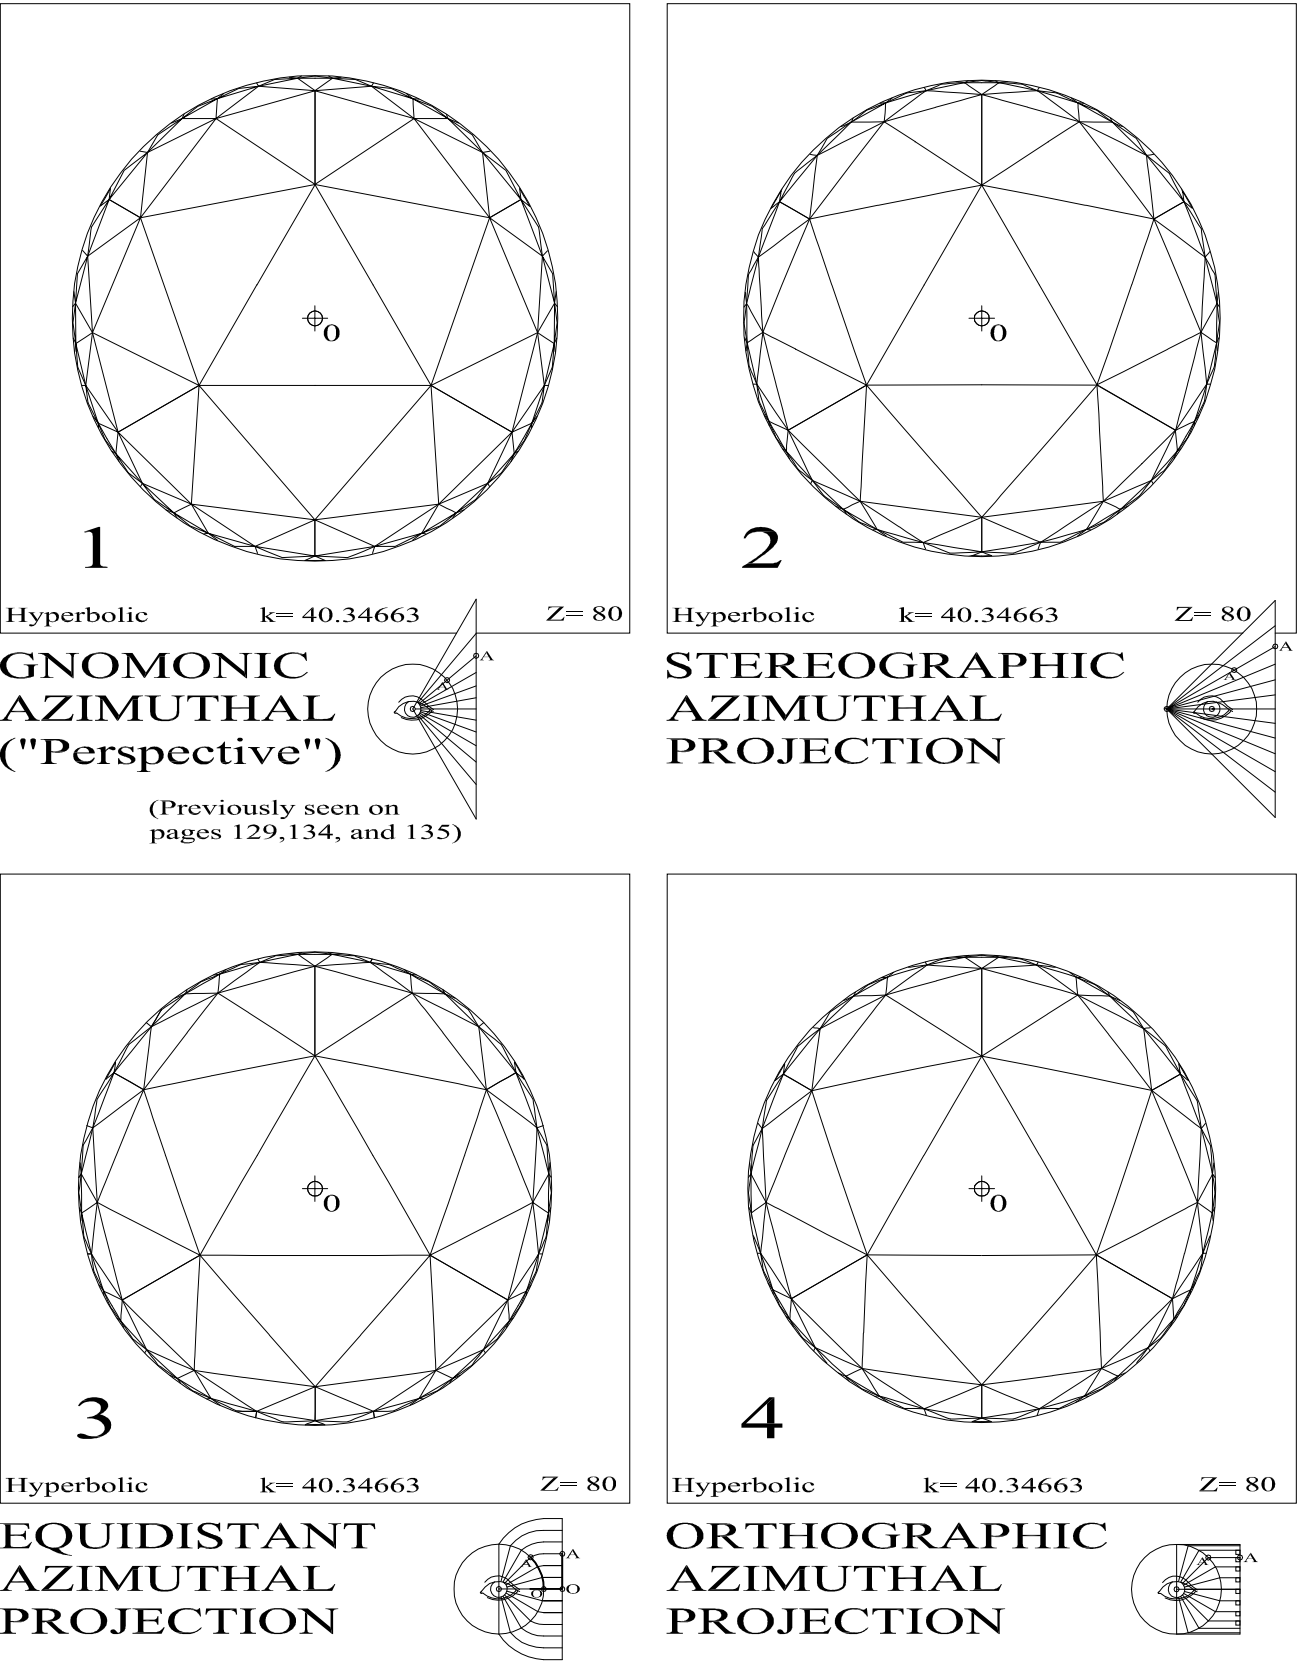 O
1
Hyperbolic k= 40.34663 Z= 80
GNOMONIC
AZIMUTHAL
("Perspective")
A
A
(Previously seen on
pages 129,134, and 135)
O
2
Hyperbolic k= 40.34663 Z= 80
STEREOGRAPHIC
AZIMUTHAL
PROJECTION
A
A
O
3
Hyperbolic k= 40.34663 Z= 80
EQUIDISTANT
AZIMUTHAL
PROJECTION
A
A
O
O
O
4
Hyperbolic k= 40.34663 Z= 80
ORTHOGRAPHIC
AZIMUTHAL
PROJECTION
A
A